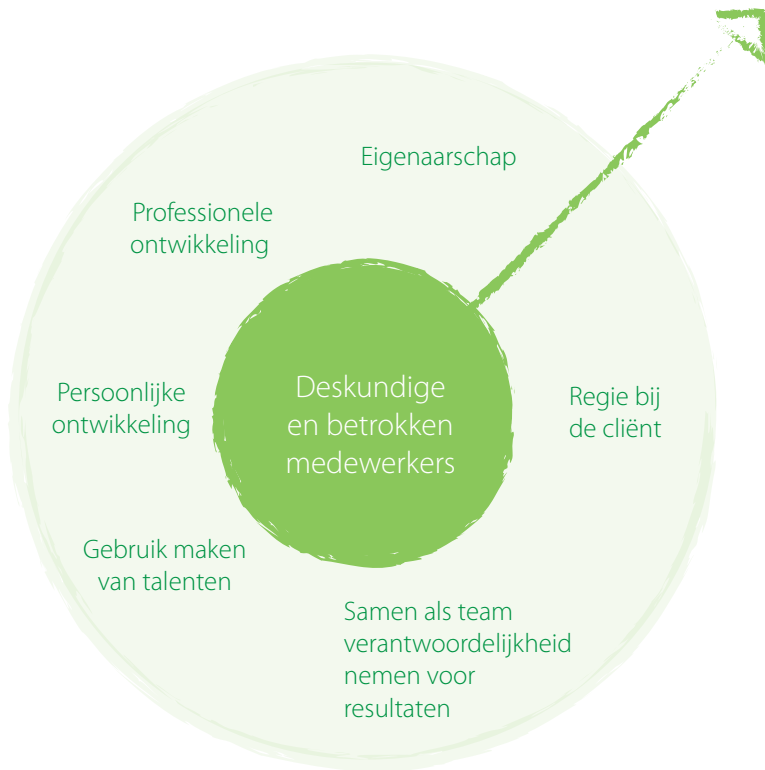 Eigenaarschap
Professionele
ontwikkeling
Persoonlijke
ontwikkeling
Deskundige
en betrokken
medewerkers
Regie bij
de cliënt
Gebruik maken
van talenten
Samen als team
verantwoordelijkheid
nemen voor
resultaten